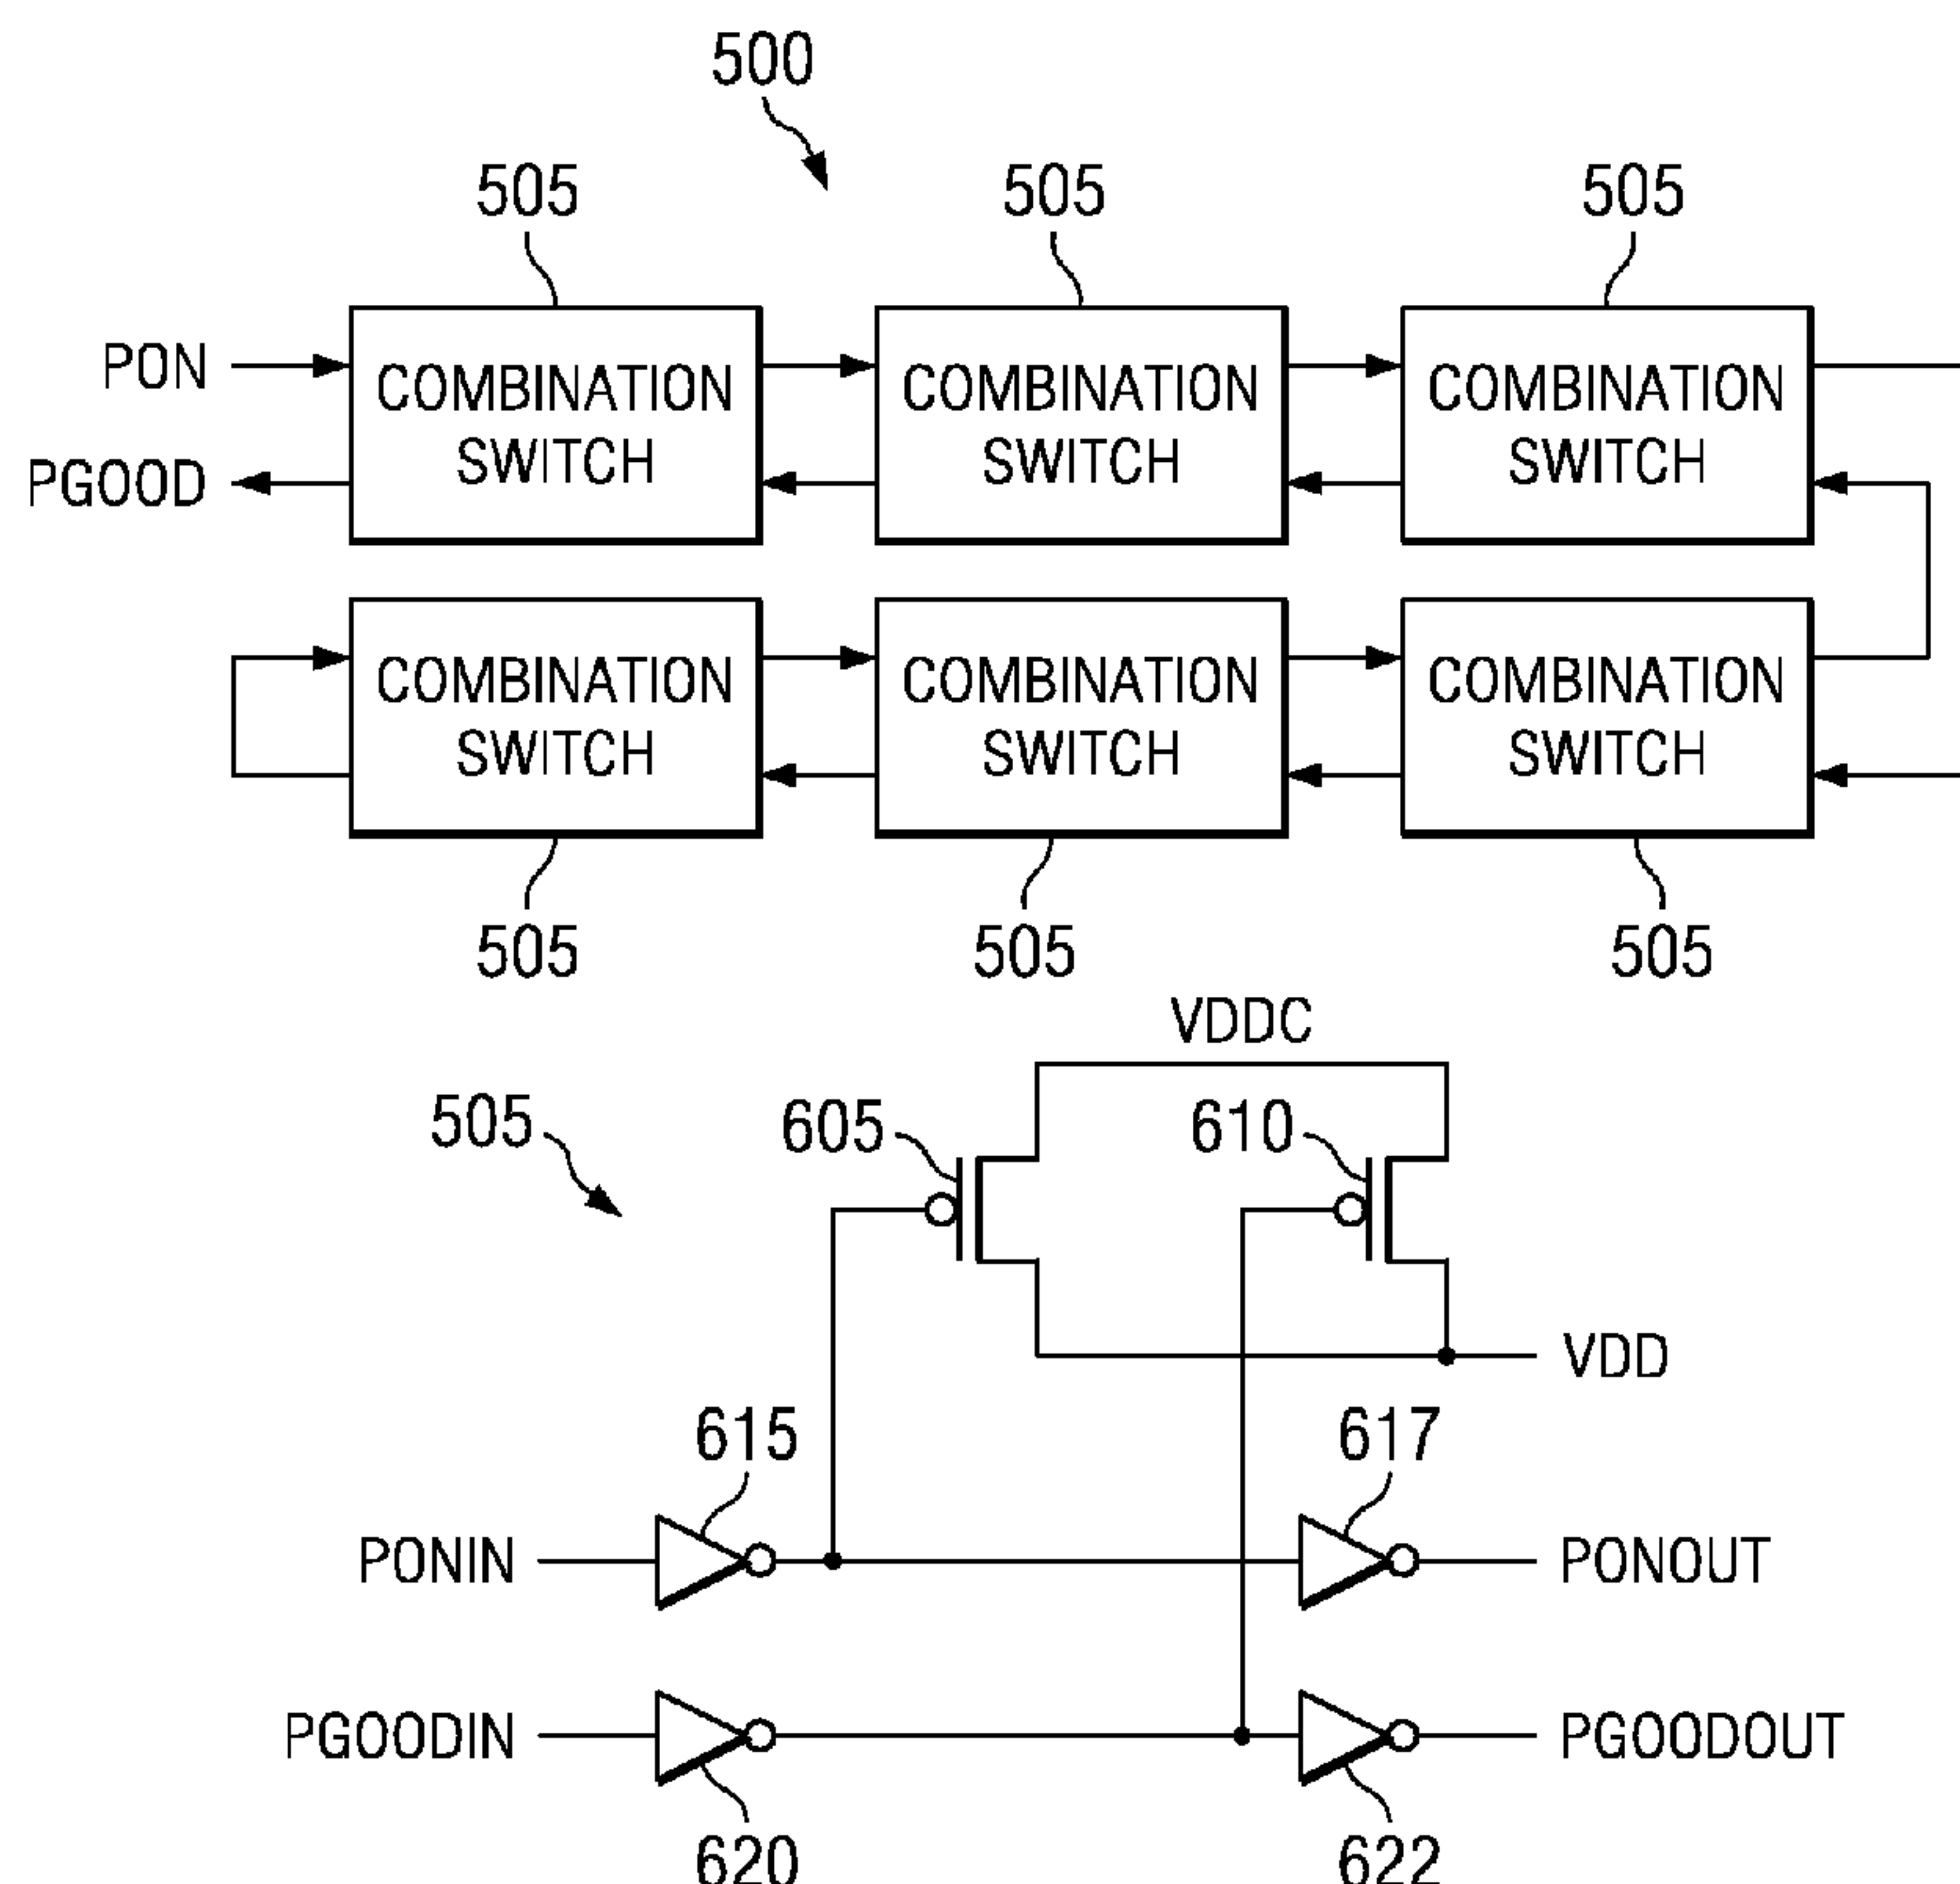 500
505 505 505
PON COMBINATION SWITCH COMBINATION SWITCH COMBINATION SWITCH
PGOOD
COMBINATION SWITCH COMBINATION SWITCH COMBINATION SWITCH
505 505 505
VDDC
505 605 610
VDD
615 617
PONIN PONOUT
PGOODIN PGOODOUT
620 622